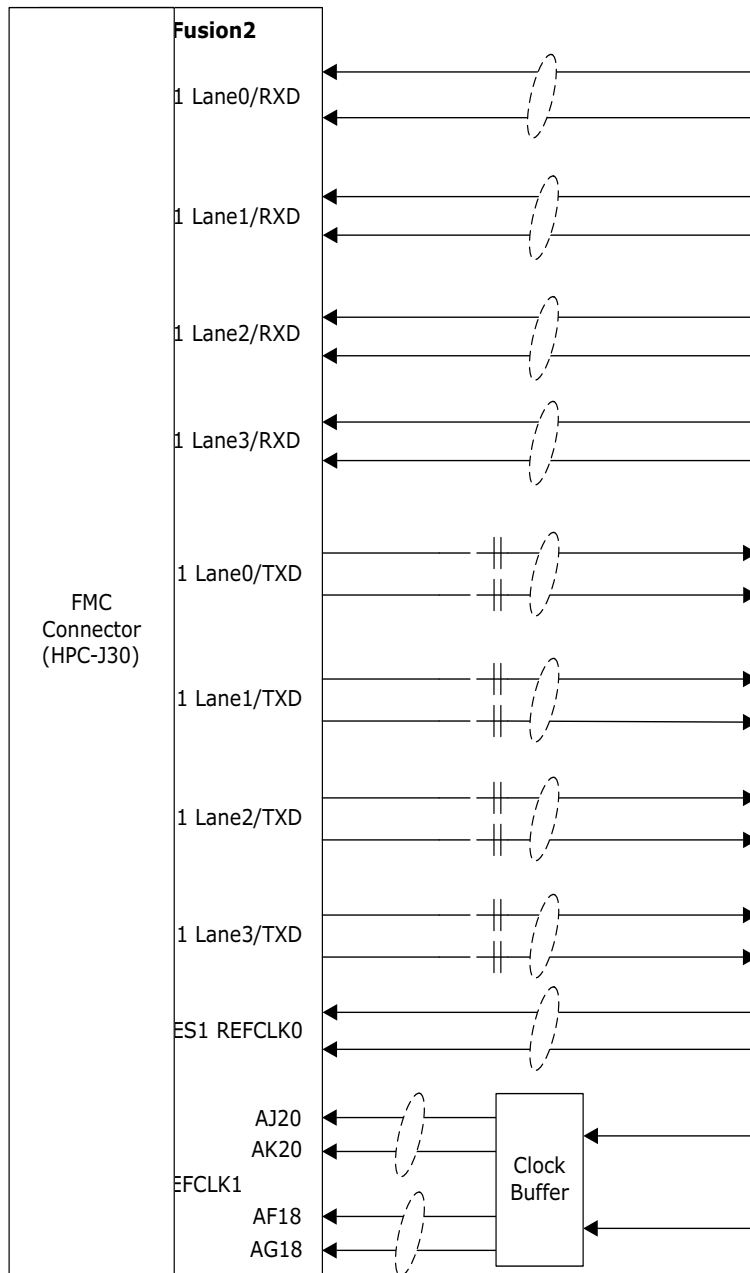 Fusion2
1 Lane0/RXD
1 Lane1/RXD
1 Lane2/RXD
1 Lane3/RXD
1 Lane0/TXD
FMC
Connector
(HPC-J30)
1 Lane1/TXD
1 Lane2/TXD
1 Lane3/TXD
ES1 REFCLK0
AJ20
AK20
Clock
Buffer
EFCLK1
AF18
AG18